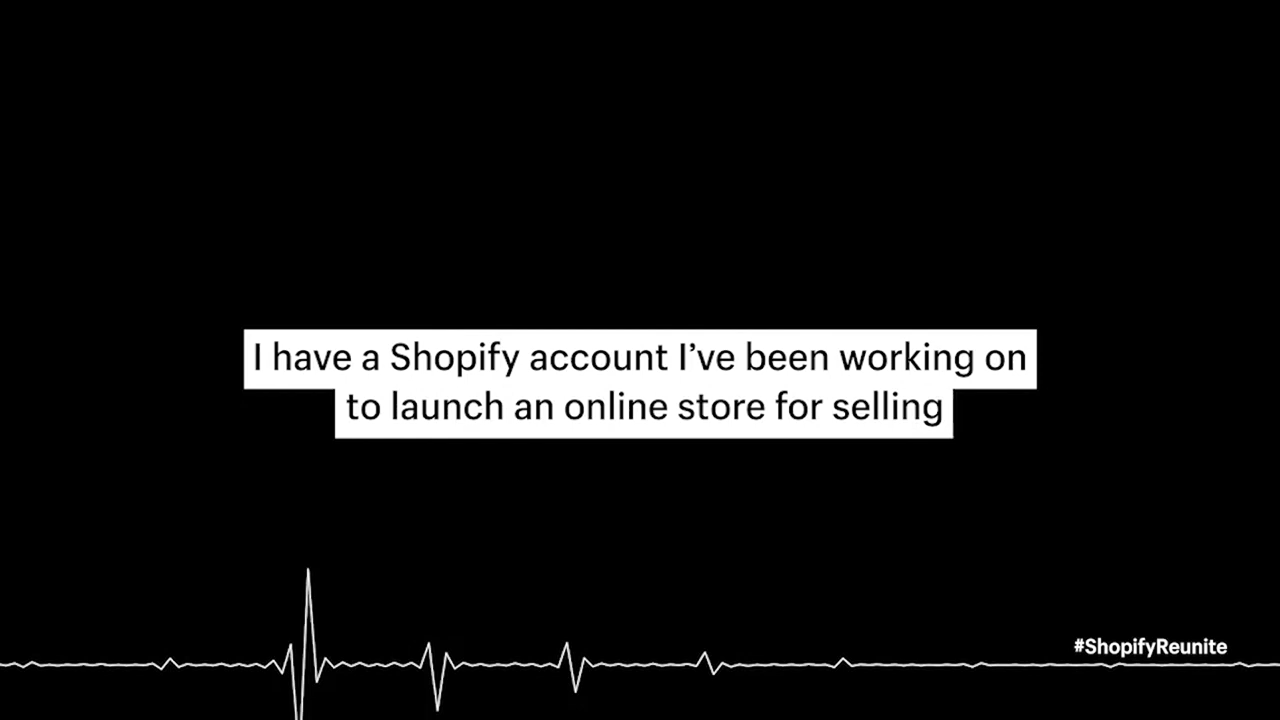 I have a Shopify account I’ve been working on
to launch an online store for selling
#ShopifyReunite